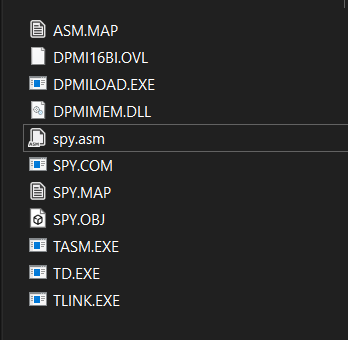 ASM.MAP
DPMI16BI.OVL
DPMILOAD.EXE
DPMIMEM.DLL
spy.asm
SPY.COM
SPY.MAP
SPY.OBJ
TASM.EXE
TD.EXE
TLINK.EXE